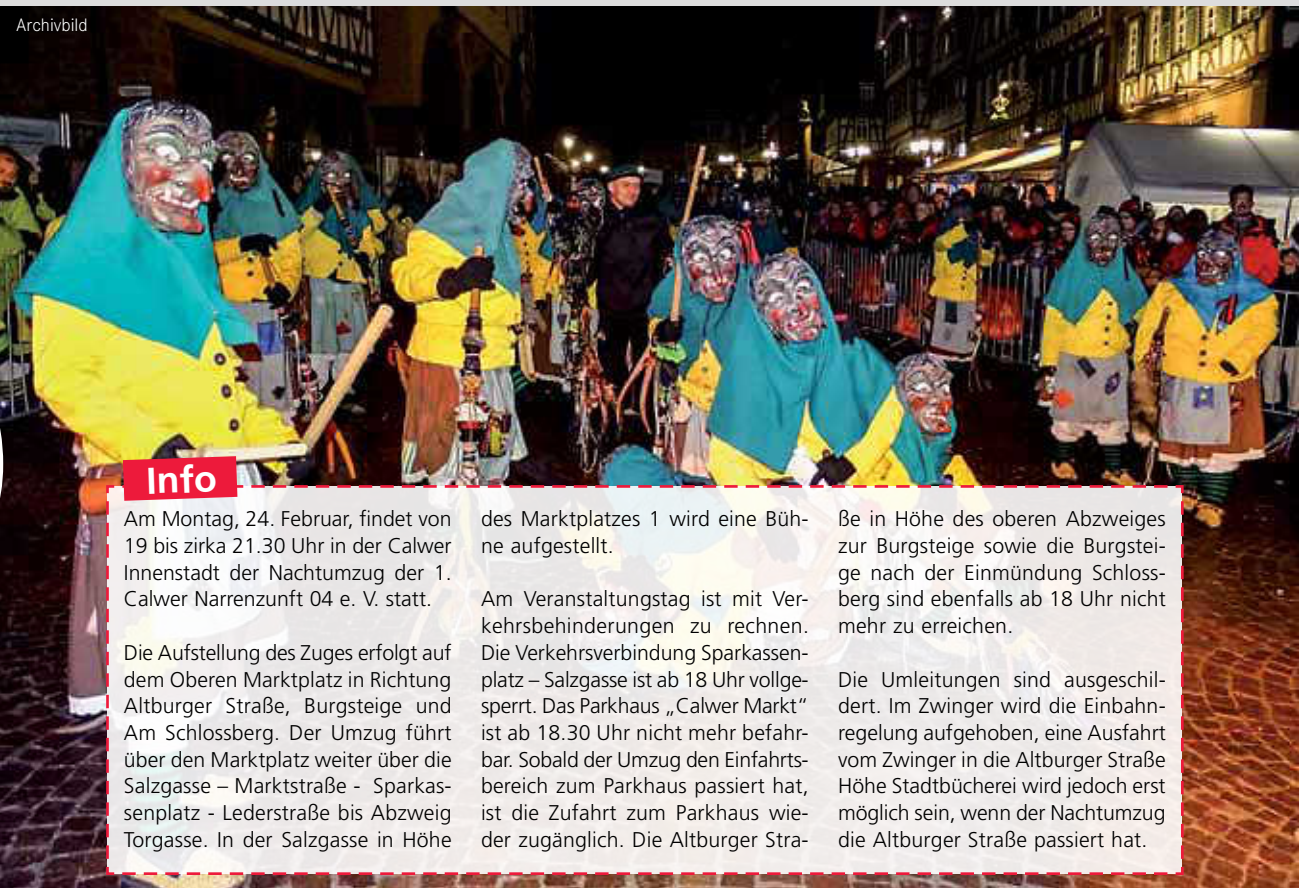 Archivbild
Info
Am Montag, 24. Februar, findet von
19 bis zirka 21.30 Uhr in der Calwer
Innenstadt der Nachtumzug der 1.
Calwer Narrenzunft 04 e. V. statt.
Die Aufstellung des Zuges erfolgt auf
dem Oberen Marktplatz in Richtung
Altburger Straße, Burgsteige und
Am Schlossberg. Der Umzug führt
über den Marktplatz weiter über die
Salzgasse – Marktstraße - Sparkas-
senplatz - Lederstraße bis Abzweig
Torgasse. In der Salzgasse in Höhe
des Marktplatzes 1 wird eine Büh-
ne aufgestellt.
Am Veranstaltungstag ist mit Ver-
kehrsbehinderungen zu rechnen.
Die Verkehrsverbindung Sparkassen-
platz – Salzgasse ist ab 18 Uhr vollge-
sperrt. Das Parkhaus „Calwer Markt“
ist ab 18.30 Uhr nicht mehr befahr-
bar. Sobald der Umzug den Einfahrts-
bereich zum Parkhaus passiert hat,
ist die Zufahrt zum Parkhaus wie-
der zugänglich. Die Altburger Stra-
ße in Höhe des oberen Abzweiges
zur Burgsteige sowie die Burgstei-
ge nach der Einmündung Schloss-
berg sind ebenfalls ab 18 Uhr nicht
mehr zu erreichen.
Die Umleitungen sind ausgeschil-
dert. Im Zwinger wird die Einbahn-
regelung aufgehoben, eine Ausfahrt
vom Zwinger in die Altburger Straße
Höhe Stadtbücherei wird jedoch erst
möglich sein, wenn der Nachtumzug
die Altburger Straße passiert hat.